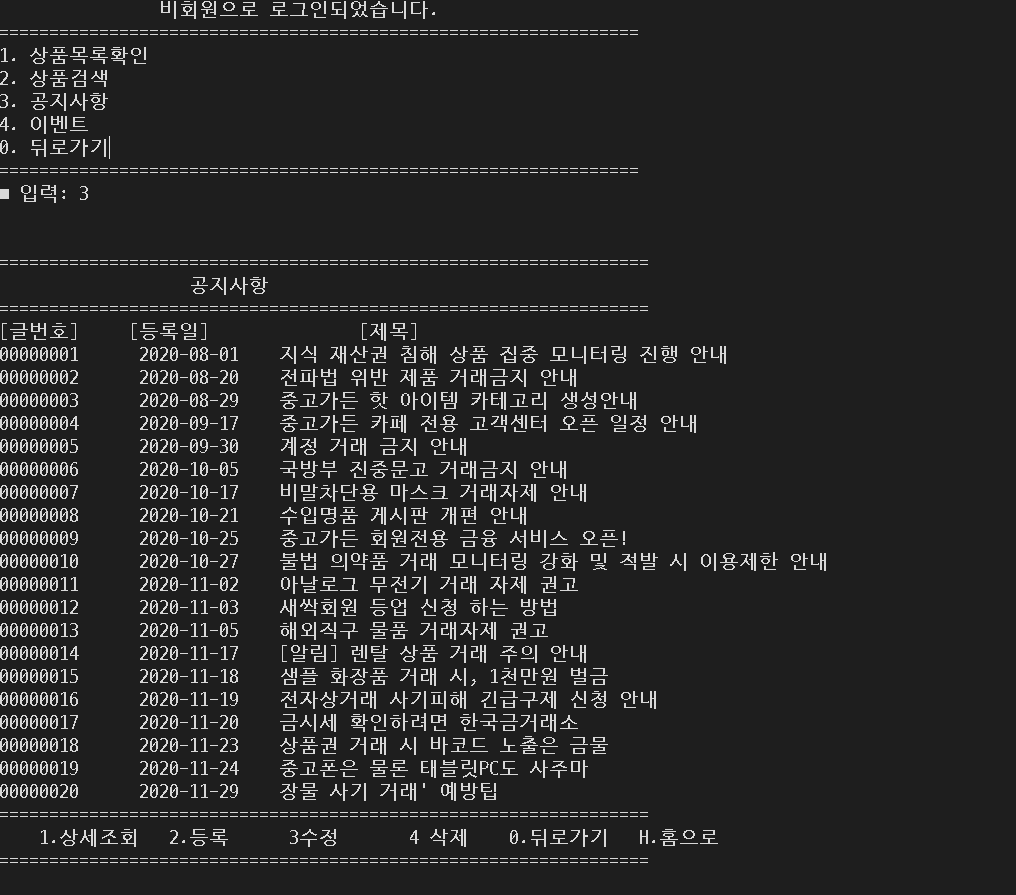 비회원으로 로그인되었습니다.
================================================================
1. 상품목록확인
2. 상품검색
3. 공지사항
4. 이벤트
0. 뒤로가기
================================================================
■ 입력: 3
=================================================================
공지사항
=================================================================
[글번호] [등록일] [제목]
00000001 2020-08-01 지식 재산권 침해 상품 집중 모니터링 진행 안내
00000002 2020-08-20 전파법 위반 제품 거래금지 안내
00000003 2020-08-29 중고가든 핫 아이템 카테고리 생성안내
00000004 2020-09-17 중고가든 카페 전용 고객센터 오픈 일정 안내
00000005 2020-09-30 계정 거래 금지 안내
00000006 2020-10-05 국방부 진중문고 거래금지 안내
00000007 2020-10-17 비말차단용 마스크 거래자제 안내
00000008 2020-10-21 수입명품 게시판 개편 안내
00000009 2020-10-25 중고가든 회원전용 금융 서비스 오픈!
00000010 2020-10-27 불법 의약품 거래 모니터링 강화 및 적발 시 이용제한 안내
00000011 2020-11-02 아날로그 무전기 거래 자제 권고
00000012 2020-11-03 새싹회원 등업 신청 하는 방법
00000013 2020-11-05 해외직구 물품 거래자제 권고
00000014 2020-11-17 [알림] 렌탈 상품 거래 주의 안내
00000015 2020-11-18 샘플 화장품 거래 시, 1천만원 벌금
00000016 2020-11-19 전자상거래 사기피해 긴급구제 신청 안내
00000017 2020-11-20 금시세 확인하려면 한국금거래소
00000018 2020-11-23 상품권 거래 시 바코드 노출은 금물
00000019 2020-11-24 중고폰은 물론 태블릿PC도 사주마
00000020 2020-11-29 장물 사기 거래' 예방팁
=================================================================
1.상세조회 2.등록 3수정 4 삭제 0.뒤로가기 H.홈으로
=================================================================